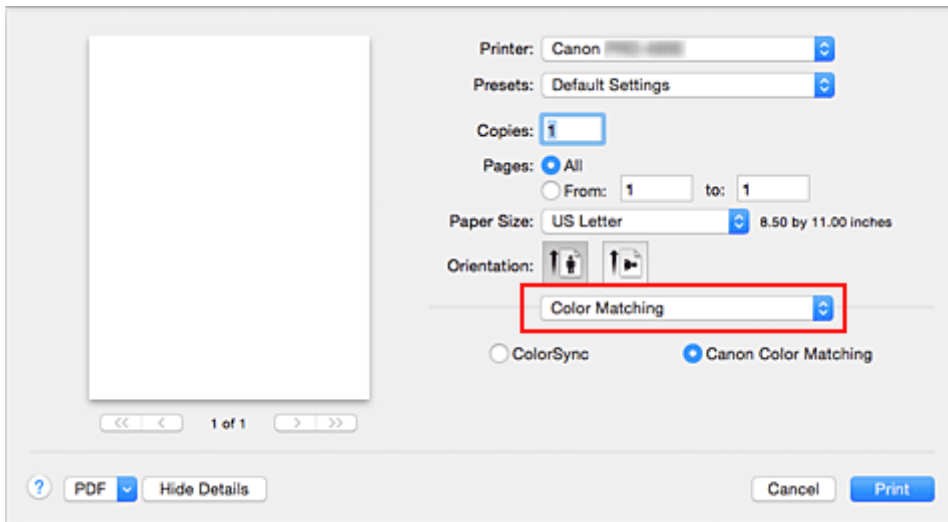 Printer: Canon
Presets: Default Settings
Copies: 1
Pages: All
From: 1 to: 1
Paper Size: US Letter 8.50 by 11.00 inches
Orientation:
Color Matching
ColorSync Canon Color Matching
1 of 1
? PDF Hide Details Cancel Print